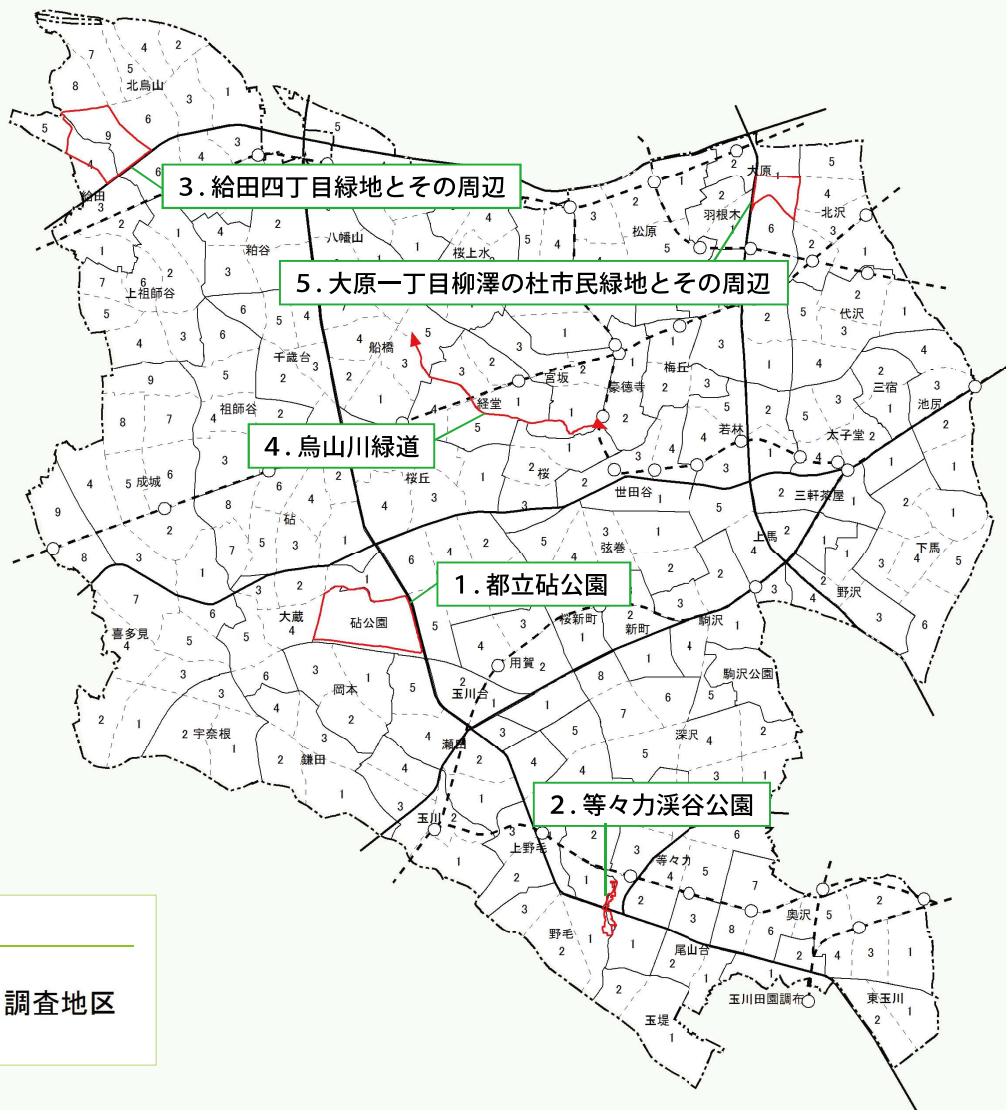 北烏山
3.給田四丁目緑地とその周辺
給田
大原
羽根木
北沢
松原
八幡山
粕谷
桜上水
上祖師谷
5.大原一丁目柳澤の杜市民緑地とその周辺
代沢
船橋
千歳台
梅丘
宮坂
豪徳寺
三宿
池尻
経堂
祖師谷
4.烏山川緑道
若林
太子堂
成城
桜丘
桜
世田谷
三軒茶屋
砧
弦巻
上馬
下馬
1.都立砧公園
野沢
大蔵
砧公園
桜新町
新町
駒沢
喜多見
用賀
駒沢公園
岡本
玉川台
宇奈根
瀬田
深沢
鎌田
2.等々力渓谷公園
玉川
上野毛
等々力
奥沢
野毛
尾山台
調査地区
玉川田園調布
東玉川
玉堤